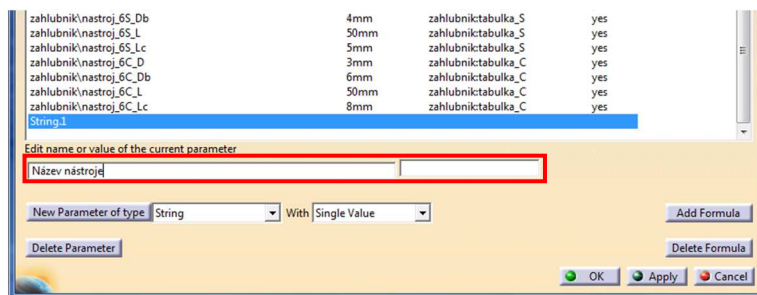 zahlubnik\nastroj_6S_Db 4mm zahlubnik:tabulka_S yes
zahlubnik\nastroj_6S_L 50mm zahlubnik:tabulka_S yes
zahlubnik\nastroj_6S_Lc 5mm zahlubnik:tabulka_S yes
zahlubnik\nastroj_6C_D 3mm zahlubnik:tabulka_C yes
zahlubnik\nastroj_6C_Db 6mm zahlubnik:tabulka_C yes
zahlubnik\nastroj_6C_L 50mm zahlubnik:tabulka_C yes
zahlubnik\nastroj_6C_Lc 8mm zahlubnik:tabulka_C yes
String.1
Edit name or value of the current parameter
Název nástroje
New Parameter of type String With Single Value Add Formula
Delete Parameter Delete Formula
OK Apply Cancel